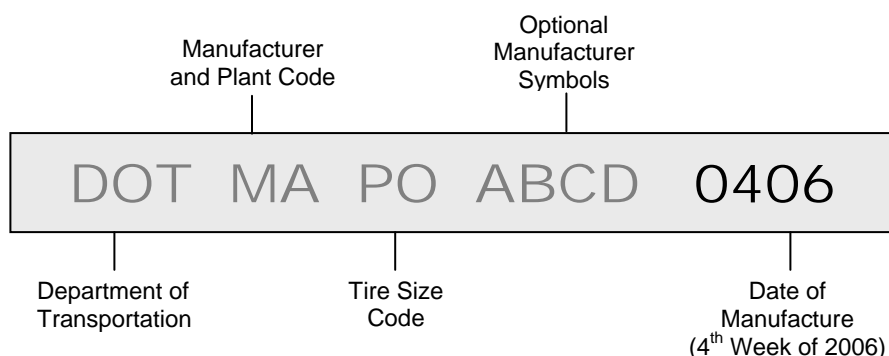 Manufacturer
and Plant Code
Optional
Manufacturer
Symbols
DOT MA PO ABCD 0406
Department of
Transportation
Tire Size
Code
Date of
Manufacture
(4th Week of 2006)